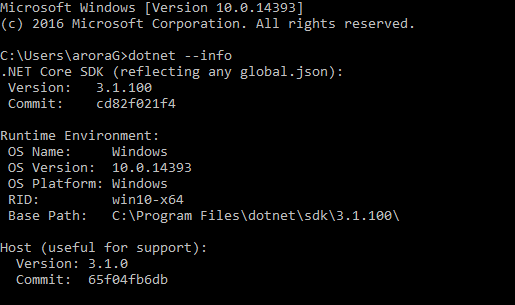 Microsoft Windows [Version 10.0.14393]
(c) 2016 Microsoft Corporation. All rights reserved.
C:\Users\aroraG>dotnet --info
.NET Core SDK (reflecting any global.json):
Version:   3.1.100
Commit:    cd82f021f4
Runtime Environment:
OS Name:     Windows
OS Version:  10.0.14393
OS Platform: Windows
RID:         win10-x64
Base Path:   C:\Program Files\dotnet\sdk\3.1.100\
Host (useful for support):
Version: 3.1.0
Commit:  65f04fb6db